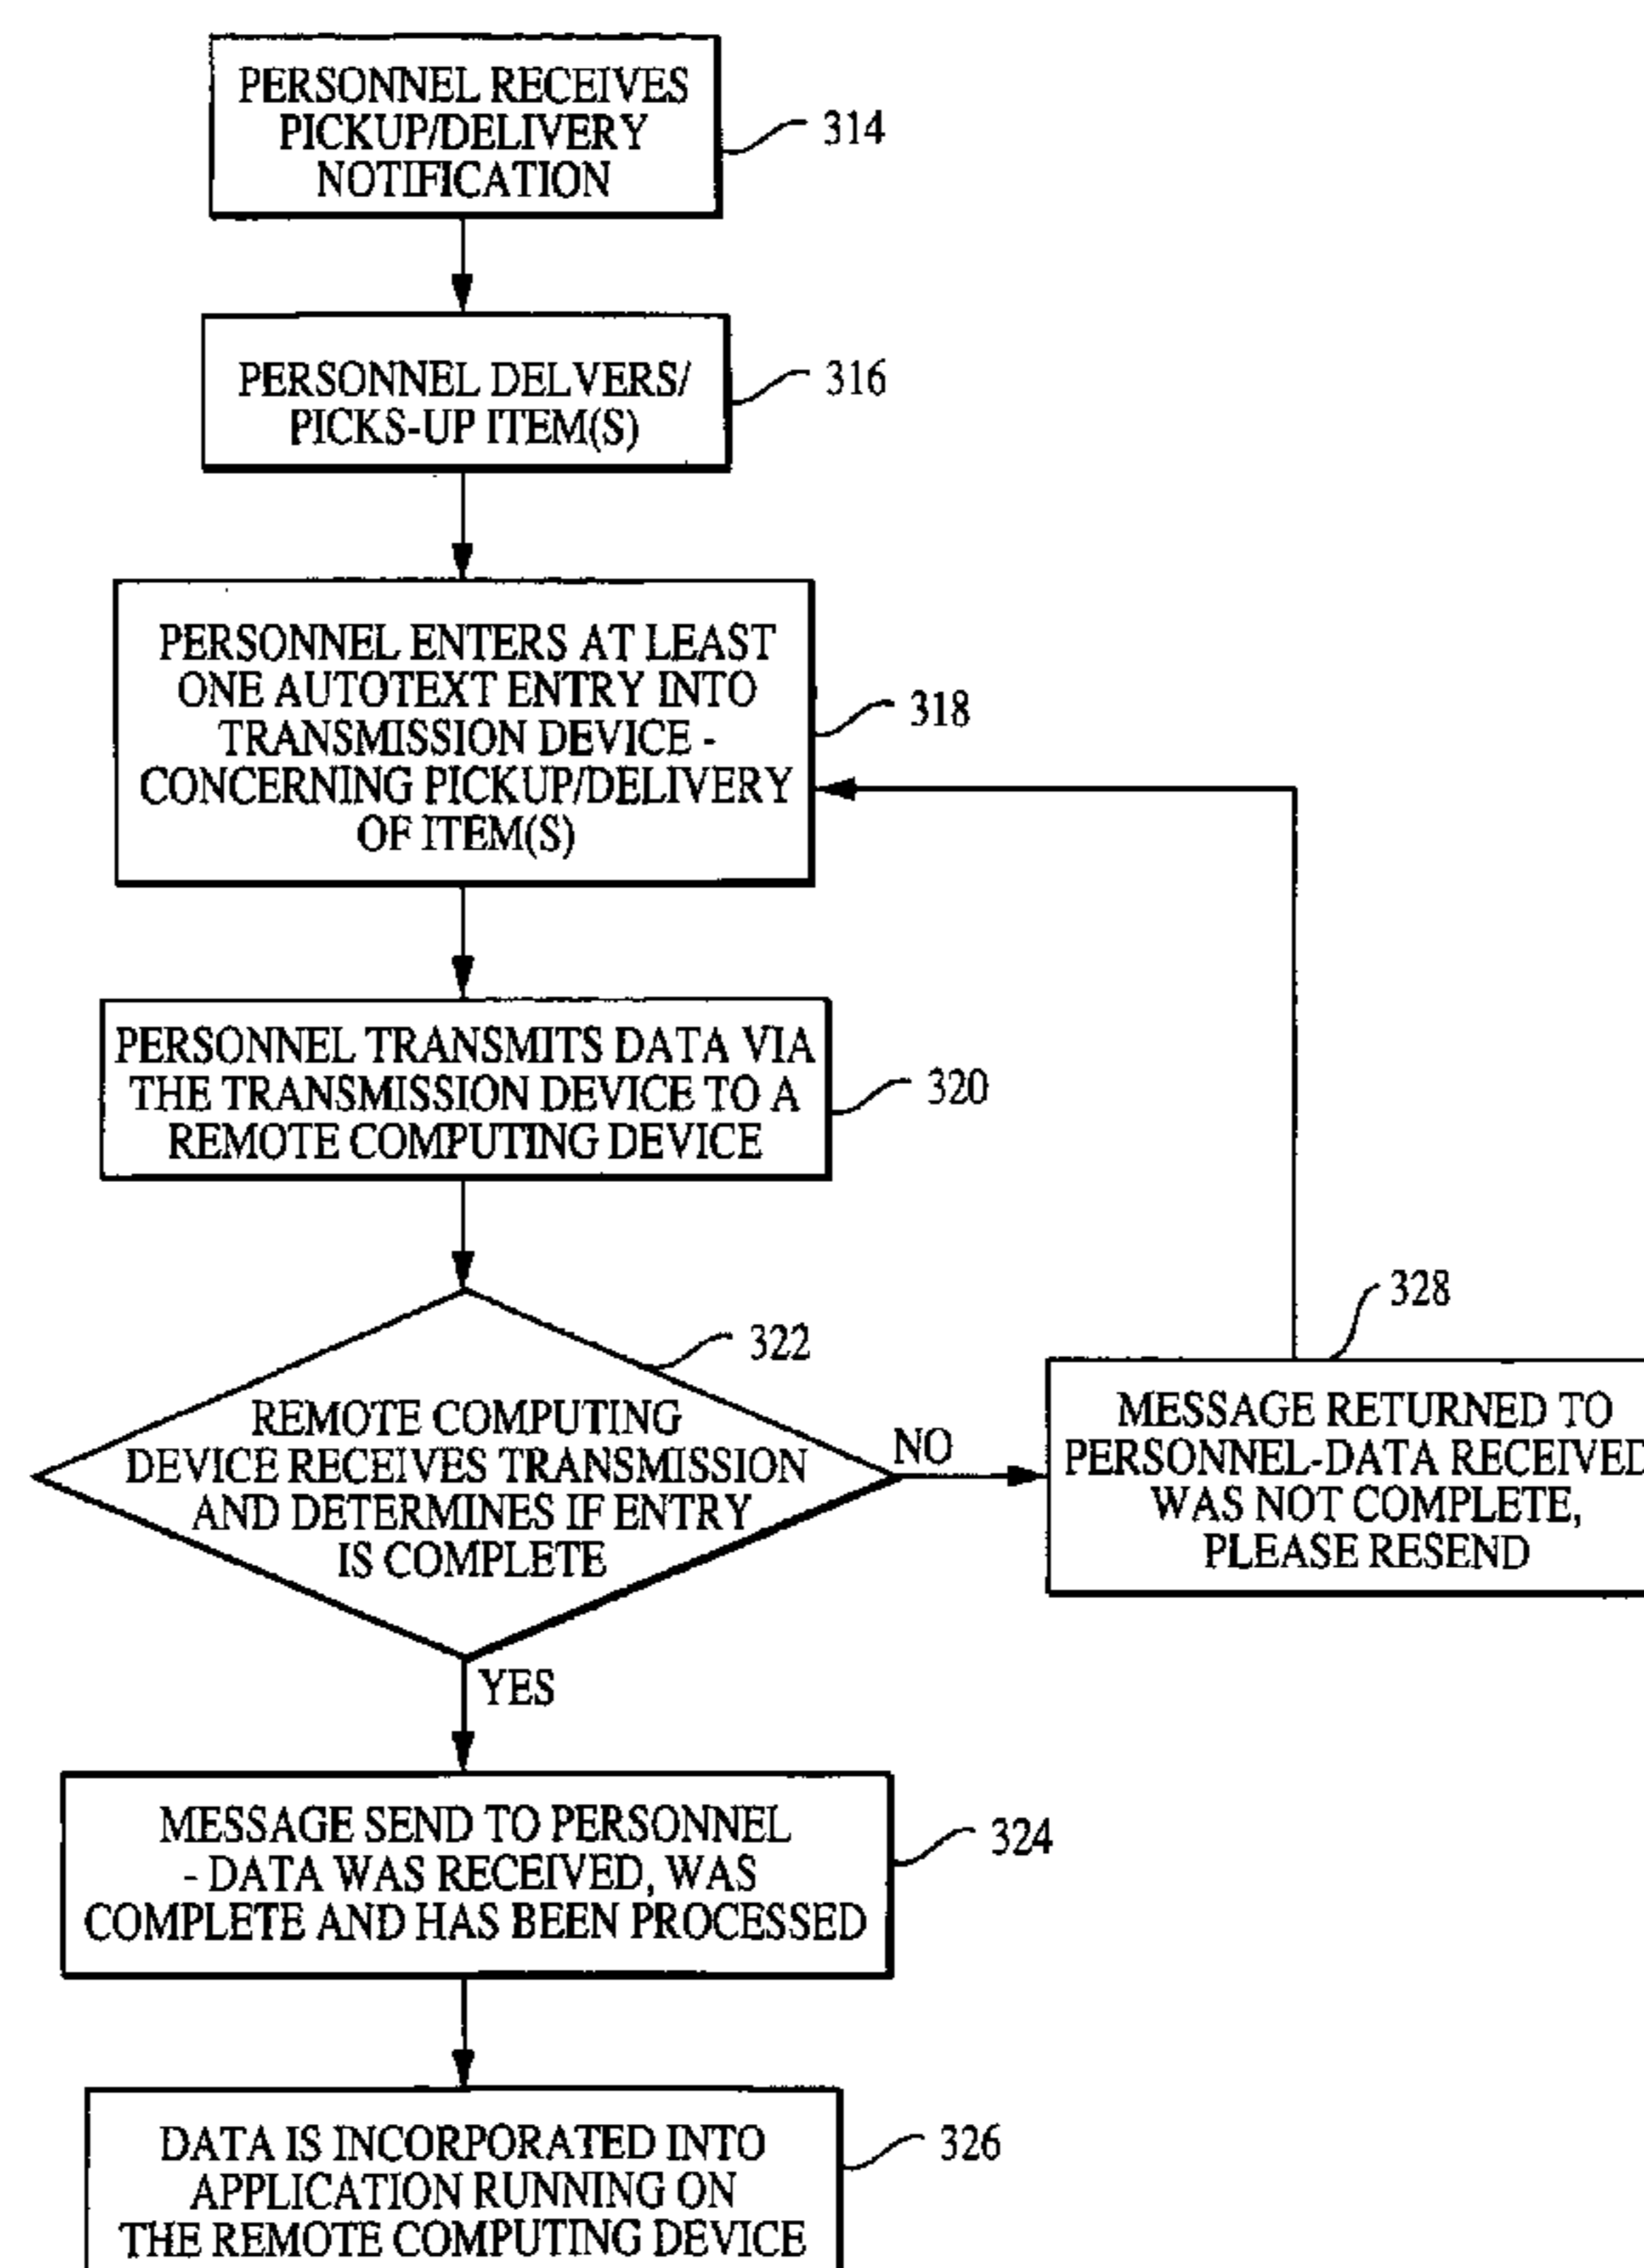 PERSONNEL RECEIVES
PICKUP/DELIVERY
NOTIFICATION
314
PERSONNEL DELVERS/
PICKS-UP ITEM(S)
316
PERSONNEL ENTERS AT LEAST
ONE AUTOTEXT ENTRY INTO
TRANSMISSION DEVICE -
CONCERNING PICKUP/DELIVERY
OF ITEM(S)
318
PERSONNEL TRANSMITS DATA VIA
THE TRANSMISSION DEVICE TO A
REMOTE COMPUTING DEVICE
320
322
REMOTE COMPUTING
DEVICE RECEIVES TRANSMISSION
AND DETERMINES IF ENTRY
IS COMPLETE
NO
328
MESSAGE RETURNED TO
PERSONNEL-DATA RECEIVED
WAS NOT COMPLETE,
PLEASE RESEND
YES
MESSAGE SEND TO PERSONNEL
- DATA WAS RECEIVED, WAS
COMPLETE AND HAS BEEN PROCESSED
324
DATA IS INCORPORATED INTO
APPLICATION RUNNING ON
THE REMOTE COMPUTING DEVICE
326